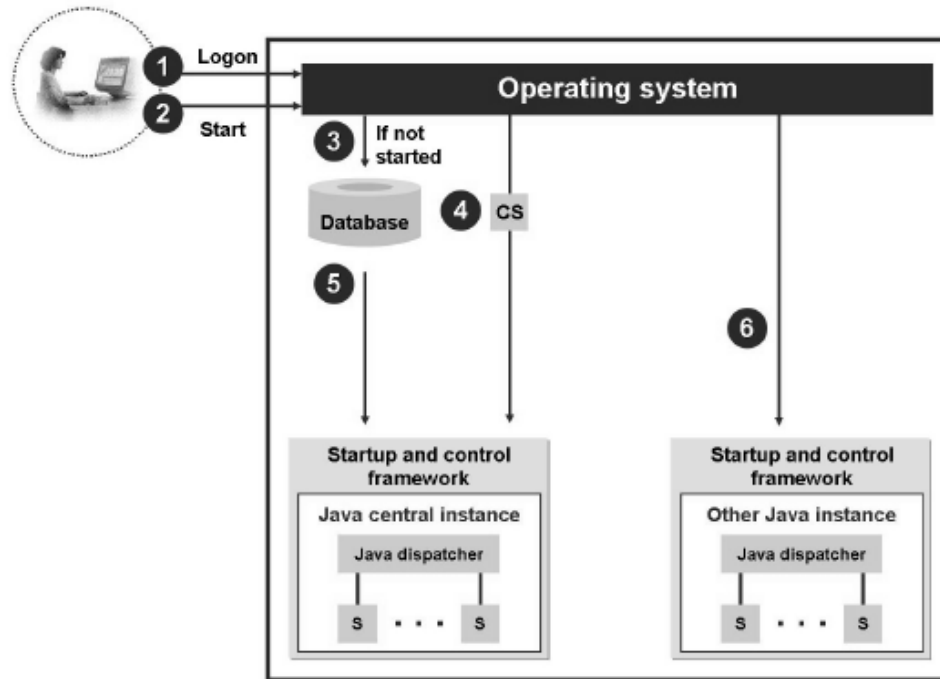 1 Logon
Operating system
2 Start
3 If not
started
Database
4 CS
5
6
Startup and control
framework
Java central instance
Java dispatcher
S . . . S
Startup and control
framework
Other Java instance
Java dispatcher
S . . . S